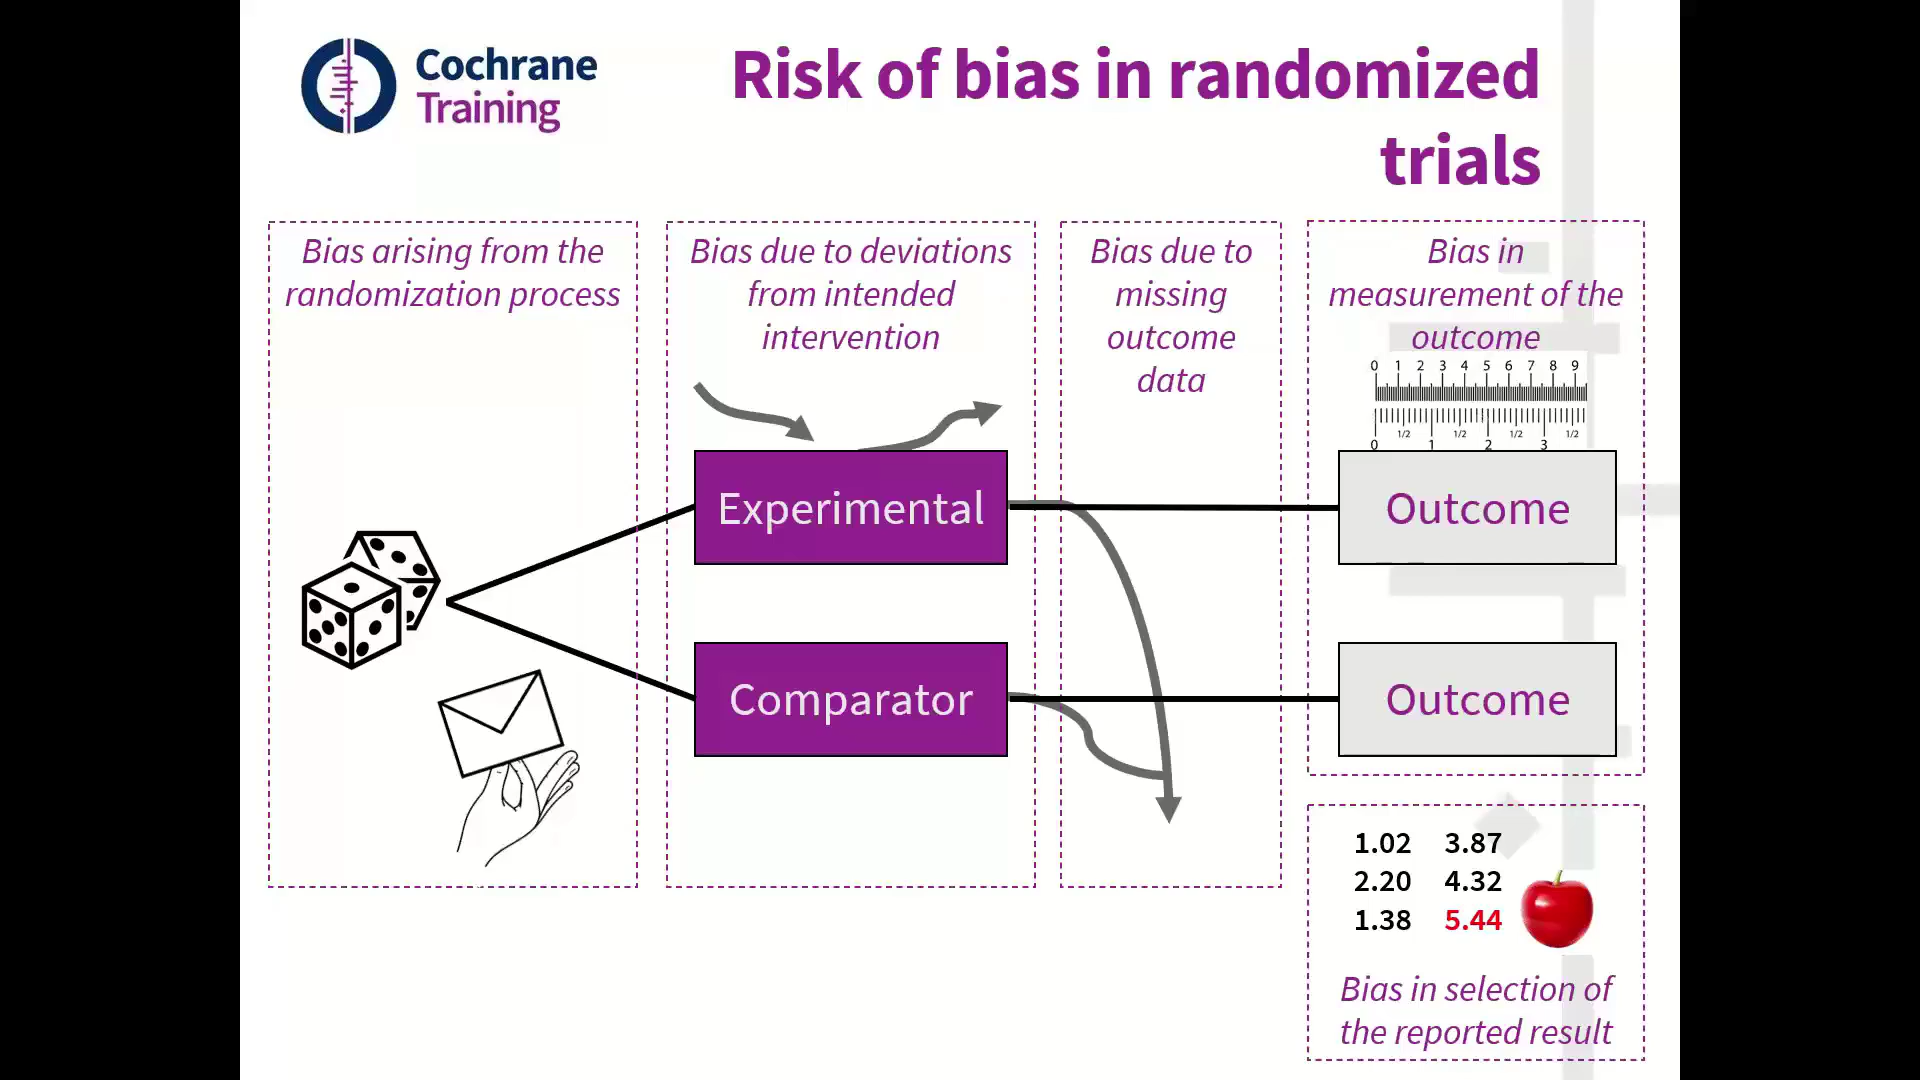 Cochrane
Training
Risk of bias in randomized
trials
Bias arising from the
randomization process
Bias due to deviations
from intended
intervention
Bias due to
missing
outcome
data
Bias in
measurement of the
outcome
0 1 2 3 4 5 6 7 8 9
1/2 1/2 1/2 1/2
0 1 2 3
Experimental
Outcome
Comparator
Outcome
1.02 3.87
2.20 4.32
1.38 5.44
Bias in selection of
the reported result